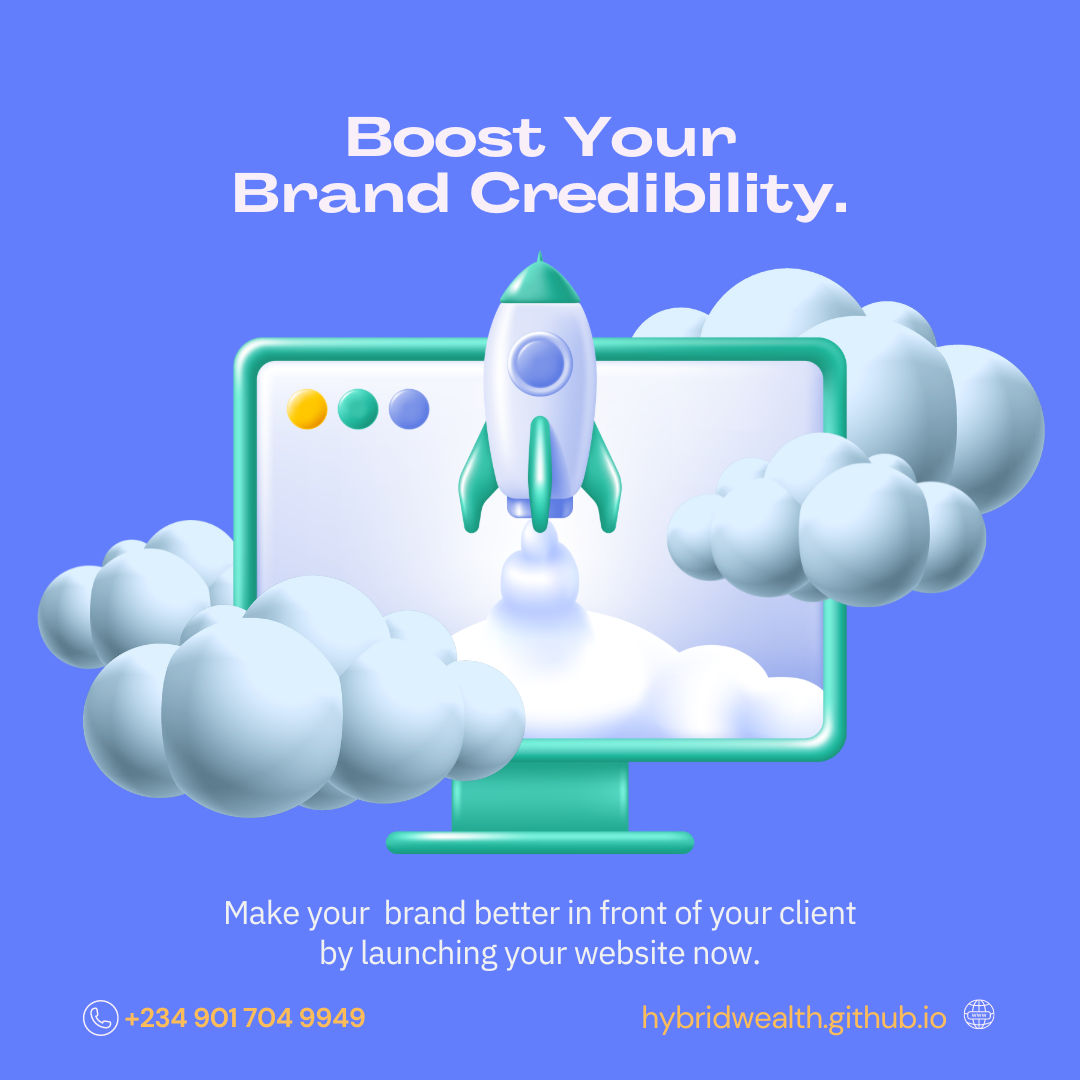 Boost Your
Brand Credibility.
Make your  brand better in front of your client
by launching your website now.
+234 901 704 9949
hybridwealth.github.io
www